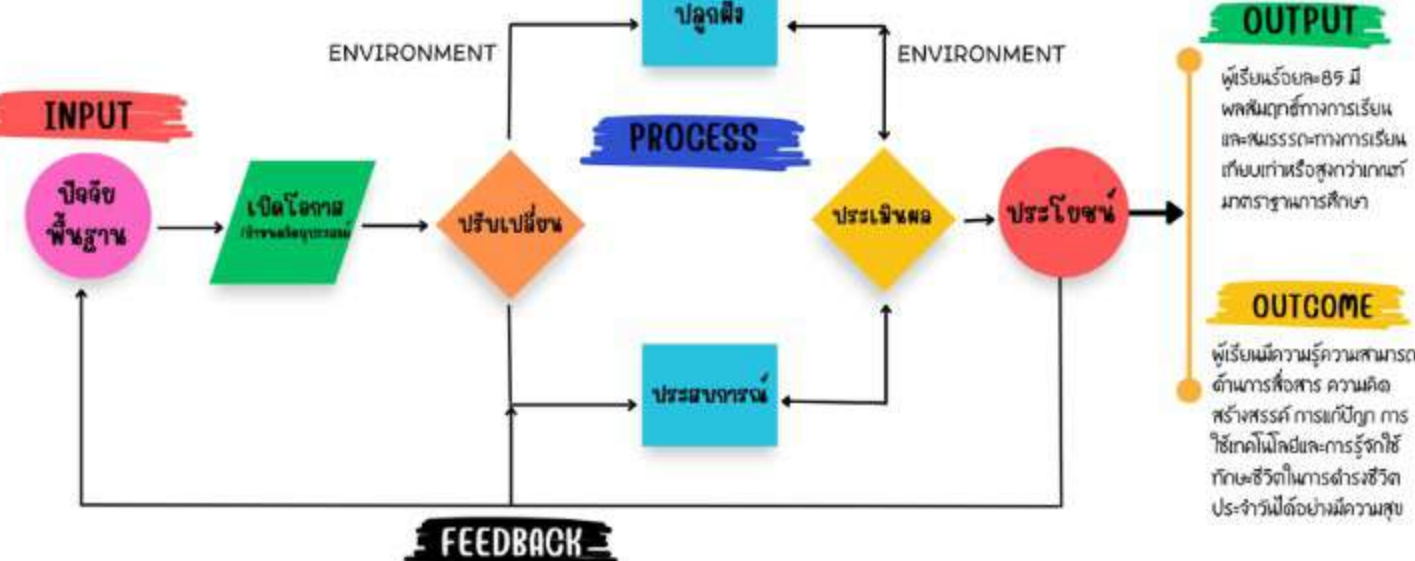 ปลูกฝัง
OUTPUT
ENVIRONMENT
ENVIRONMENT
ผู้เรียนร้อยละ85 มี
ผลสัมฤทธิ์ทางการเรียน
และสมรรรถะทางการเรียน
เทียบเท่าหรือสูงกว่าเกณฑ์
มาตราฐานการศึกษา
INPUT
PROCESS
ปัจจัย
พื้นฐาน
เปิดโอกาส
ปรับเปลี่ยน
ประเมินผล
ประโยชน์
OUTCOME
ผู้เรียนมีความรู้ความสามารถ
ด้านการสื่อสาร ความคิด
สร้างสรรค์ การแก้ปัญา การ
ใช้เทคโนโลยีและการรู้จักใช้
ทักษะชีวิตในการดำรงชีวิต
ประจำวันได้อย่างมีความสุข
ประสบการณ์
FEEDBACK